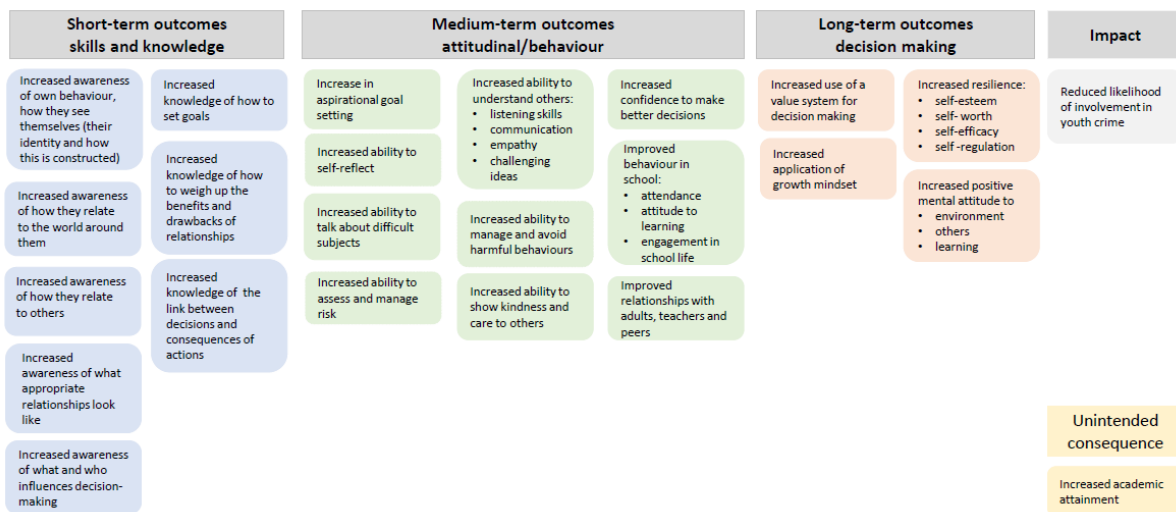 Short-term outcomes
skills and knowledge
Increased awareness
of own behaviour,
how they see
themselves (their
identity and how
this is constructed)
Increased awareness
of how they relate
to the world around
them
Increased awareness
of how they relate
to others
Increased
awareness of what
appropriate
relationships look
like
Increased awareness
of what and who
influences decision-
making
Increased
knowledge of how to
set goals
Increased
knowledge of how
to weigh up the
benefits and
drawbacks of
relationships
Increased
knowledge of the
link between
decisions and
consequences of
actions
Medium-term outcomes
attitudinal/behaviour
Increase in
aspirational goal
setting
Increased ability to
self-reflect
Increased ability to
talk about difficult
subjects
Increased ability to
assess and manage
risk
Increased ability to
understand others:
• listening skills
• communication
• empathy
• challenging
ideas
Increased ability to
manage and avoid
harmful behaviours
Increased ability to
show kindness and
care to others
Increased
confidence to make
better decisions
Improved
behaviour in
school:
• attendance
• attitude to
learning
• engagement in
school life
Improved
relationships with
adults, teachers and
peers
Long-term outcomes
decision making
Increased use of a
value system for
decision making
Increased
application of
growth mindset
Increased resilience:
• self-esteem
• self- worth
• self-efficacy
• self -regulation
Increased positive
mental attitude to
• environment
• others
• learning
Impact
Reduced likelihood
of involvement in
youth crime
Unintended
consequence
Increased academic
attainment